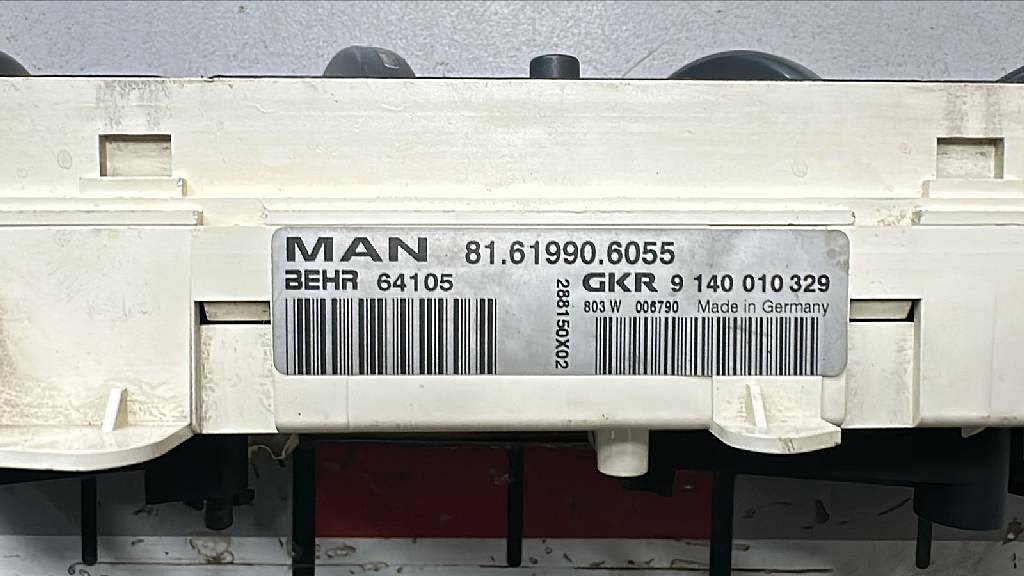 MAN 81.61990.6055
BEHR 64105
288150X02
GKR 9 140 010 329
803 W 006790 Made in Germany